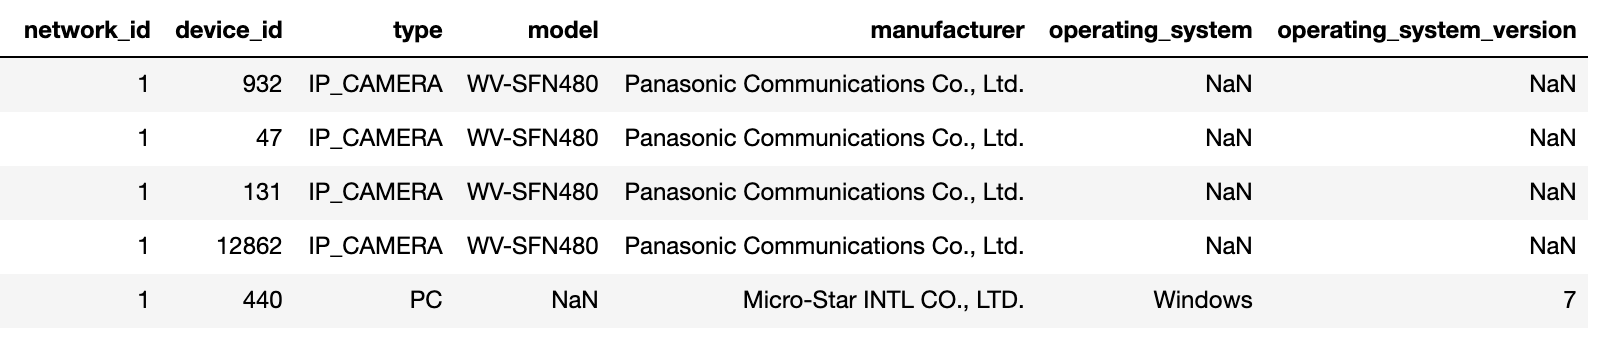 network_id device_id type model manufacturer operating_system operating_system_version
1 932 IP_CAMERA WV-SFN480 Panasonic Communications Co., Ltd. NaN NaN
1 47 IP_CAMERA WV-SFN480 Panasonic Communications Co., Ltd. NaN NaN
1 131 IP_CAMERA WV-SFN480 Panasonic Communications Co., Ltd. NaN NaN
1 12862 IP_CAMERA WV-SFN480 Panasonic Communications Co., Ltd. NaN NaN
1 440 PC NaN Micro-Star INTL CO., LTD. Windows 7